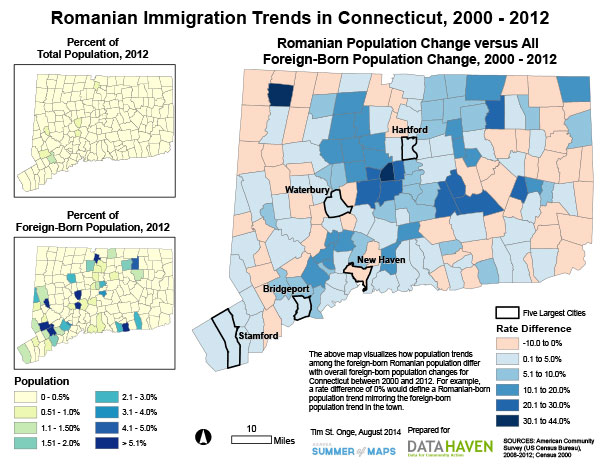 Romanian Immigration Trends in Connecticut, 2000 - 2012
Percent of
Total Population, 2012
Percent of
Foreign-Born Population, 2012
Population
0 - 0.5%
0.51 - 1.0%
1.1 - 1.50%
1.51 - 2.0%
2.1 - 3.0%
3.1 - 4.0%
4.1 - 5.0%
> 5.1%
Romanian Population Change versus All
Foreign-Born Population Change, 2000 - 2012
Hartford
Waterbury
New Haven
Bridgeport
Stamford
Five Largest Cities
Rate Difference
-10.0 to 0%
0.1 to 5.0%
5.1 to 10.0%
10.1 to 20.0%
20.1 to 30.0%
30.1 to 44.0%
The above map visualizes how population trends
among the foreign-born Romanian population differ
with overall foreign-born population changes for
Connecticut between 2000 and 2012. For example,
a rate difference of 0% would define a Romanian-born
population trend mirroring the foreign-born
population trend in the town.
10
Miles
Tim St. Onge, August 2014
SUMMER OF MAPS
Prepared for
DATAHAVEN
Data for Community Action
SOURCES: American Community
Survey (US Census Bureau),
2008-2012; Census 2000